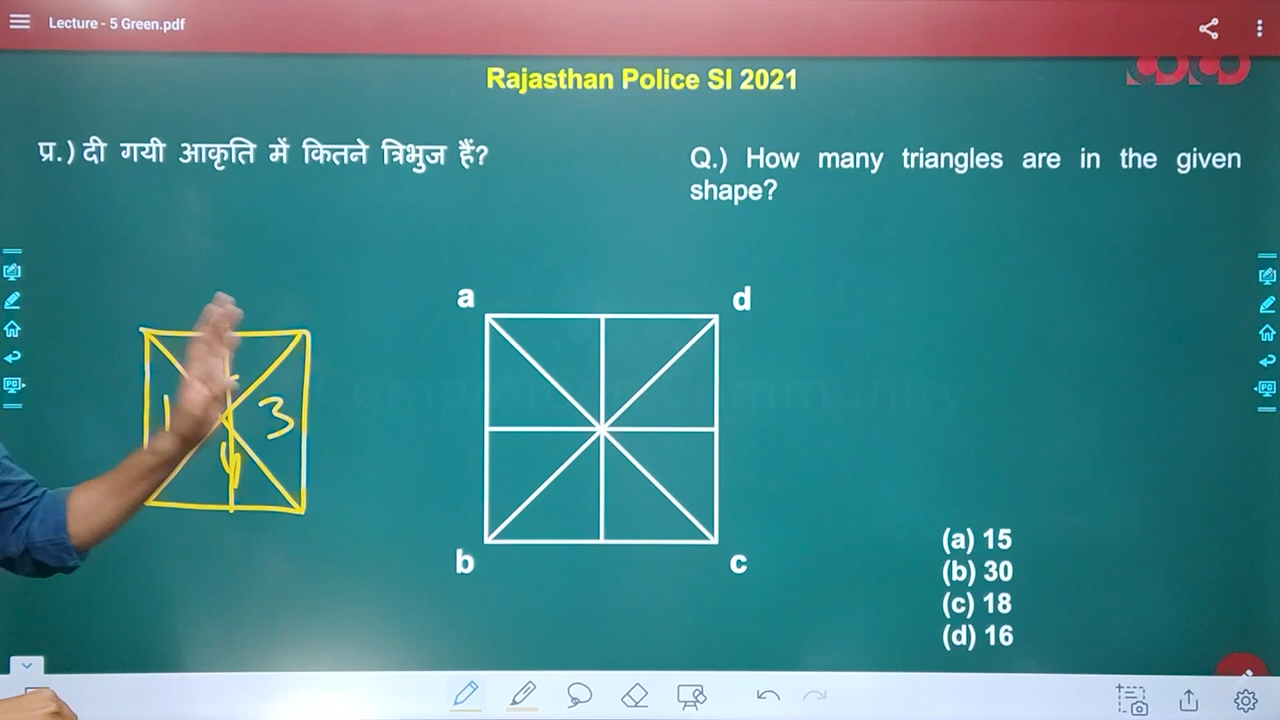 Lecture - 5 Green.pdf
Rajasthan Police SI 2021
प्र.) दी गयी आकृति में कितने त्रिभुज हैं?
Q.) How many triangles are in the given
shape?
a
d
1
3
4
b
c
(a) 15
(b) 30
(c) 18
(d) 16